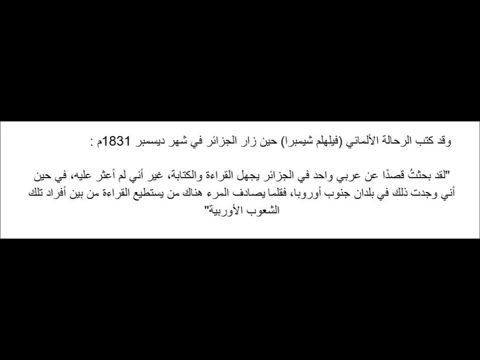 وقد كتب الرحالة الألماني (فيلهلم شيمبرا) حين زار الجزائر في شهر ديسمبر 1831م :
"لقد بحثتُ قصدًا عن عربي واحد في الجزائر يجهل القراءة والكتابة، غير أني لم أعثر عليه، في حين
أني وجدت ذلك في بلدان جنوب أوروبا، فقلما يصادف المرء هناك من يستطيع القراءة من بين أفراد تلك
الشعوب الأوربية"